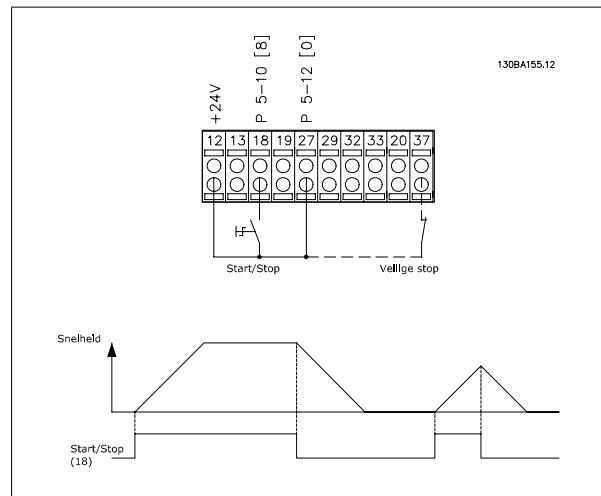 130BA155.12
+24V
P 5-10 [8]
P 5-12 [0]
12 13 18 19 27 29 32 33 20 37
Start/Stop
Veilige stop
Snelheid
Start/Stop
(18)